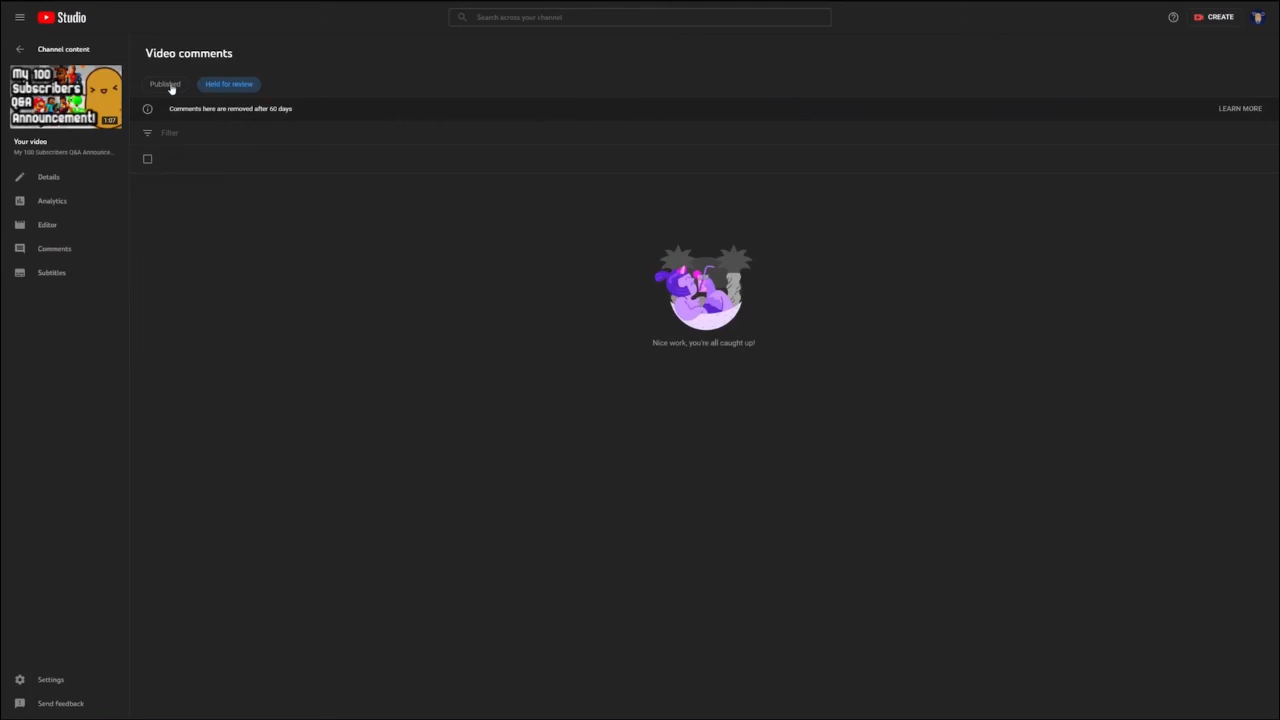 Studio
Search across your channel
CREATE
Channel content
My 100
Subscribers
Q&A
Announcement!
1:07
Your video
My 100 Subscribers Q&A Announce...
Details
Analytics
Editor
Comments
Subtitles
Settings
Send feedback
Video comments
Published
Held for review
Comments here are removed after 60 days
LEARN MORE
Filter
Nice work, you're all caught up!